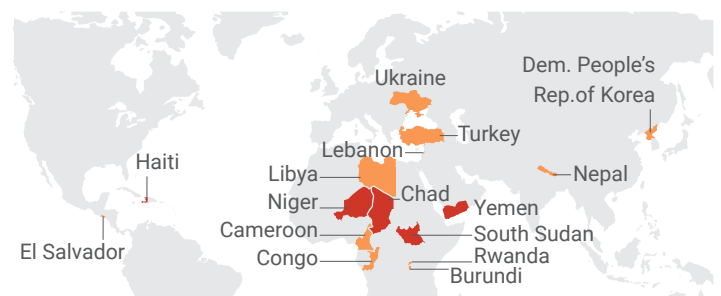 Ukraine
Dem. People's
Rep.of Korea
Turkey
Lebanon
Haiti
Libya
Nepal
Niger
Chad
Yemen
Cameroon
South Sudan
El Salvador
Congo
Rwanda
Burundi